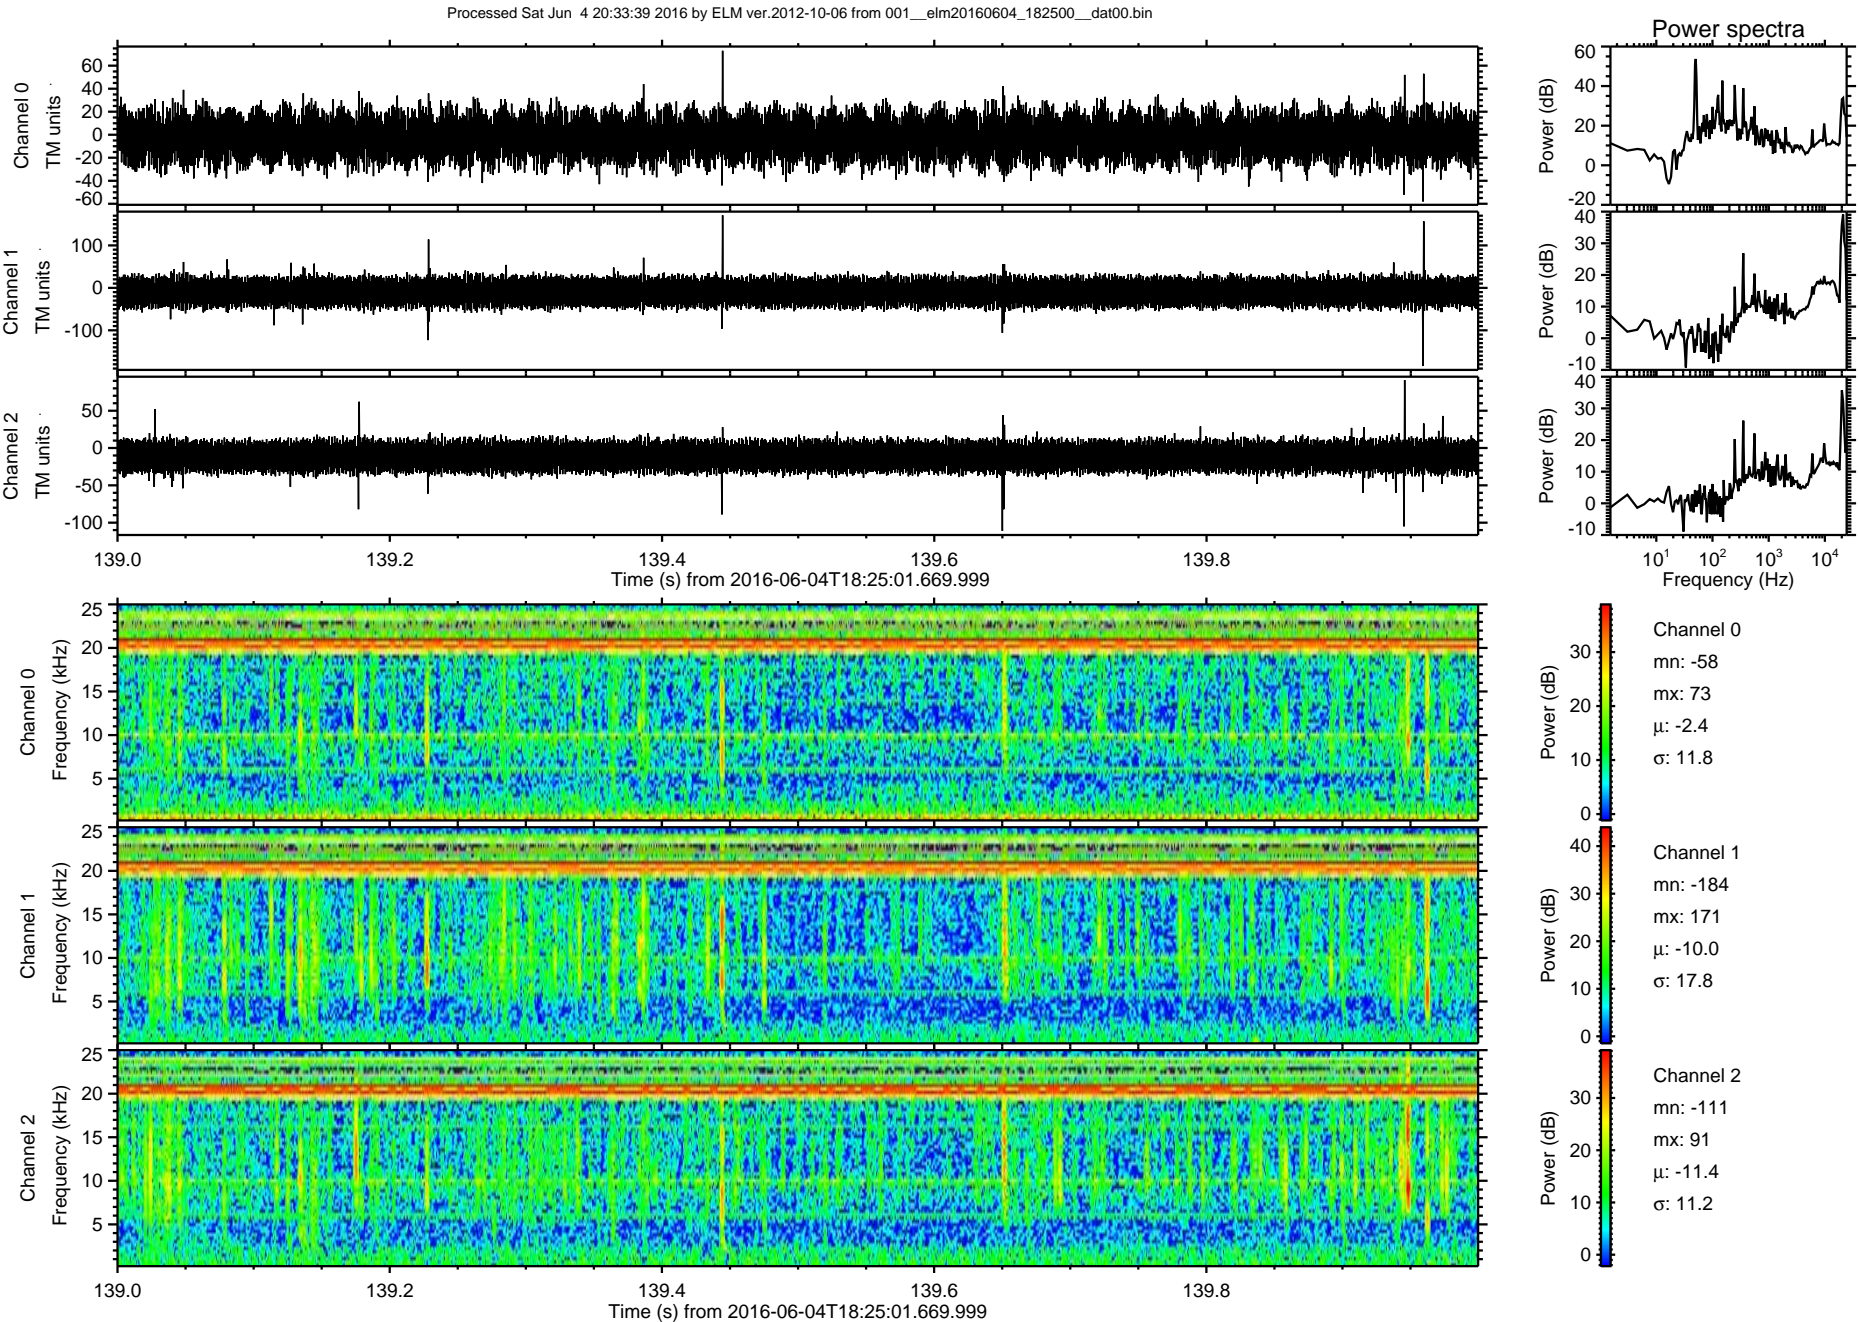 Processed Sat Jun  4 20:33:39 2016 by ELM ver.2012-10-06 from 001__elm20160604_182500__dat00.bin
Power spectra
Channel 0
TM units
60
40
20
0
-20
-40
-60
Power (dB)
60
40
20
0
-20
Channel 1
TM units
100
0
-100
Power (dB)
40
30
20
10
0
-10
Channel 2
TM units
50
0
-50
-100
Power (dB)
40
30
20
10
0
-10
139.0 139.2 139.4 139.6 139.8
Time (s) from 2016-06-04T18:25:01.669.999
10^1 10^2 10^3 10^4
Frequency (Hz)
Channel 0
Frequency (kHz)
25
20
15
10
5
Power (dB)
30
20
10
0
Channel 0
mn: -58
mx: 73
μ: -2.4
σ: 11.8
Channel 1
Frequency (kHz)
25
20
15
10
5
Power (dB)
40
30
20
10
0
Channel 1
mn: -184
mx: 171
μ: -10.0
σ: 17.8
Channel 2
Frequency (kHz)
25
20
15
10
5
Power (dB)
30
20
10
0
Channel 2
mn: -111
mx: 91
μ: -11.4
σ: 11.2
139.0 139.2 139.4 139.6 139.8
Time (s) from 2016-06-04T18:25:01.669.999